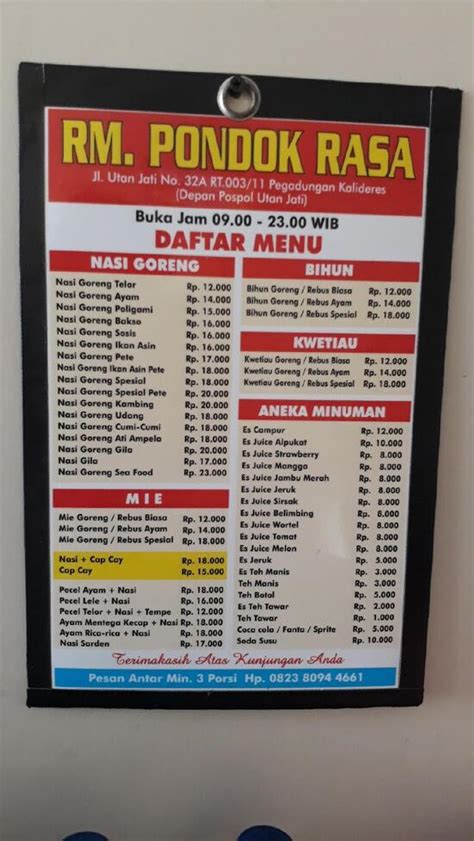 RM. PONDOK RASA
Jl. Utan Jati No. 32A RT.003/11 Pegadungan Kalideres
(Depan Pospol Utan Jati)
Buka Jam 09.00 - 23.00 WIB
DAFTAR MENU
NASI GORENG
Nasi Goreng Telor Rp. 12.000
Nasi Goreng Ayam Rp. 14.000
Nasi Goreng Poligami Rp. 15.000
Nasi Goreng Bakso Rp. 16.000
Nasi Goreng Sosis Rp. 16.000
Nasi Goreng Ikan Asin Rp. 16.000
Nasi Goreng Pete Rp. 17.000
Nasi Goreng Ikan Asin Pete Rp. 18.000
Nasi Goreng Spesial Rp. 18.000
Nasi Goreng Spesial Pete Rp. 20.000
Nasi Goreng Kambing Rp. 20.000
Nasi Goreng Udang Rp. 18.000
Nasi Goreng Cumi-Cumi Rp. 18.000
Nasi Goreng Ati Ampela Rp. 18.000
Nasi Goreng Gila Rp. 20.000
Nasi Gila Rp. 17.000
Nasi Goreng Sea Food Rp. 23.000
MIE
Mie Goreng / Rebus Biasa Rp. 12.000
Mie Goreng / Rebus Ayam Rp. 14.000
Mie Goreng / Rebus Spesial Rp. 18.000
Nasi + Cap Cay Rp. 18.000
Cap Cay Rp. 15.000
Pecel Ayam + Nasi Rp. 18.000
Pecel Lele + Nasi Rp. 16.000
Pecel Telor + Nasi + Tempe Rp. 16.000
Ayam Mentega Kecap + Nasi Rp. 18.000
Ayam Rica-rica + Nasi Rp. 18.000
Nasi Sarden Rp. 17.000
BIHUN
Bihun Goreng / Rebus Biasa Rp. 12.000
Bihun Goreng / Rebus Ayam Rp. 14.000
Bihun Goreng / Rebus Spesial Rp. 18.000
KWETIAU
Kwetiau Goreng / Rebus Biasa Rp. 12.000
Kwetiau Goreng / Rebus Ayam Rp. 14.000
Kwetiau Goreng / Rebus Spesial Rp. 18.000
ANEKA MINUMAN
Es Campur Rp. 12.000
Es Juice Alpukat Rp. 10.000
Es Juice Strawberry Rp. 8.000
Es Juice Mangga Rp. 8.000
Es Juice Jambu Merah Rp. 8.000
Es Juice Jeruk Rp. 8.000
Es Juice Sirsak Rp. 8.000
Es Juice Belimbing Rp. 8.000
Es Juice Wortel Rp. 8.000
Es Juice Tomat Rp. 8.000
Es Juice Melon Rp. 8.000
Es Jeruk Rp. 5.000
Es Teh Manis Rp. 3.000
Teh Manis Rp. 3.000
Teh Botol Rp. 5.000
Es Teh Tawar Rp. 2.000
Teh Tawar Rp. 1.000
Coca cola / Fanta / Sprite Rp. 5.000
Soda Susu Rp. 10.000
Terimakasih Atas Kunjungan Anda
Pesan Antar Min. 3 Porsi Hp. 0823 8094 4661